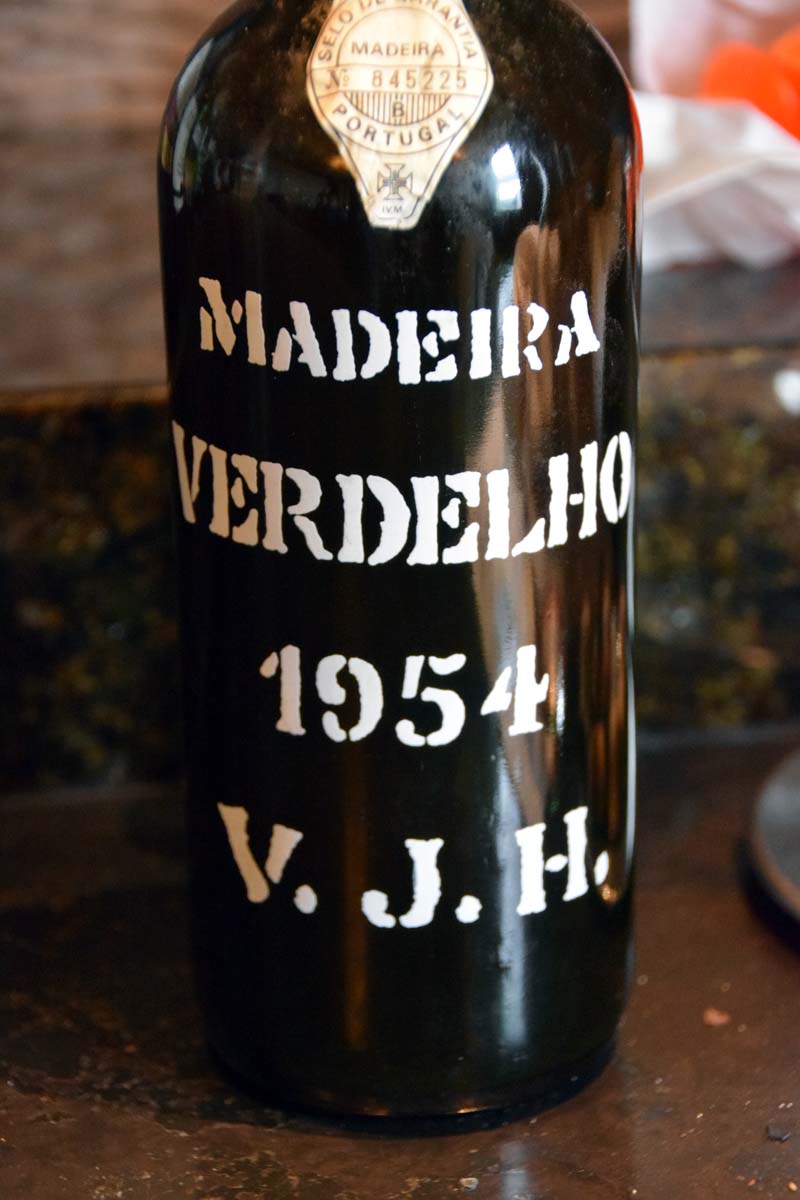 SELO DE GARANTIA
MADEIRA
Nº 845225
B
PORTUGAL
IVM
MADEIRA
VERDELHO
1954
V. J. H.